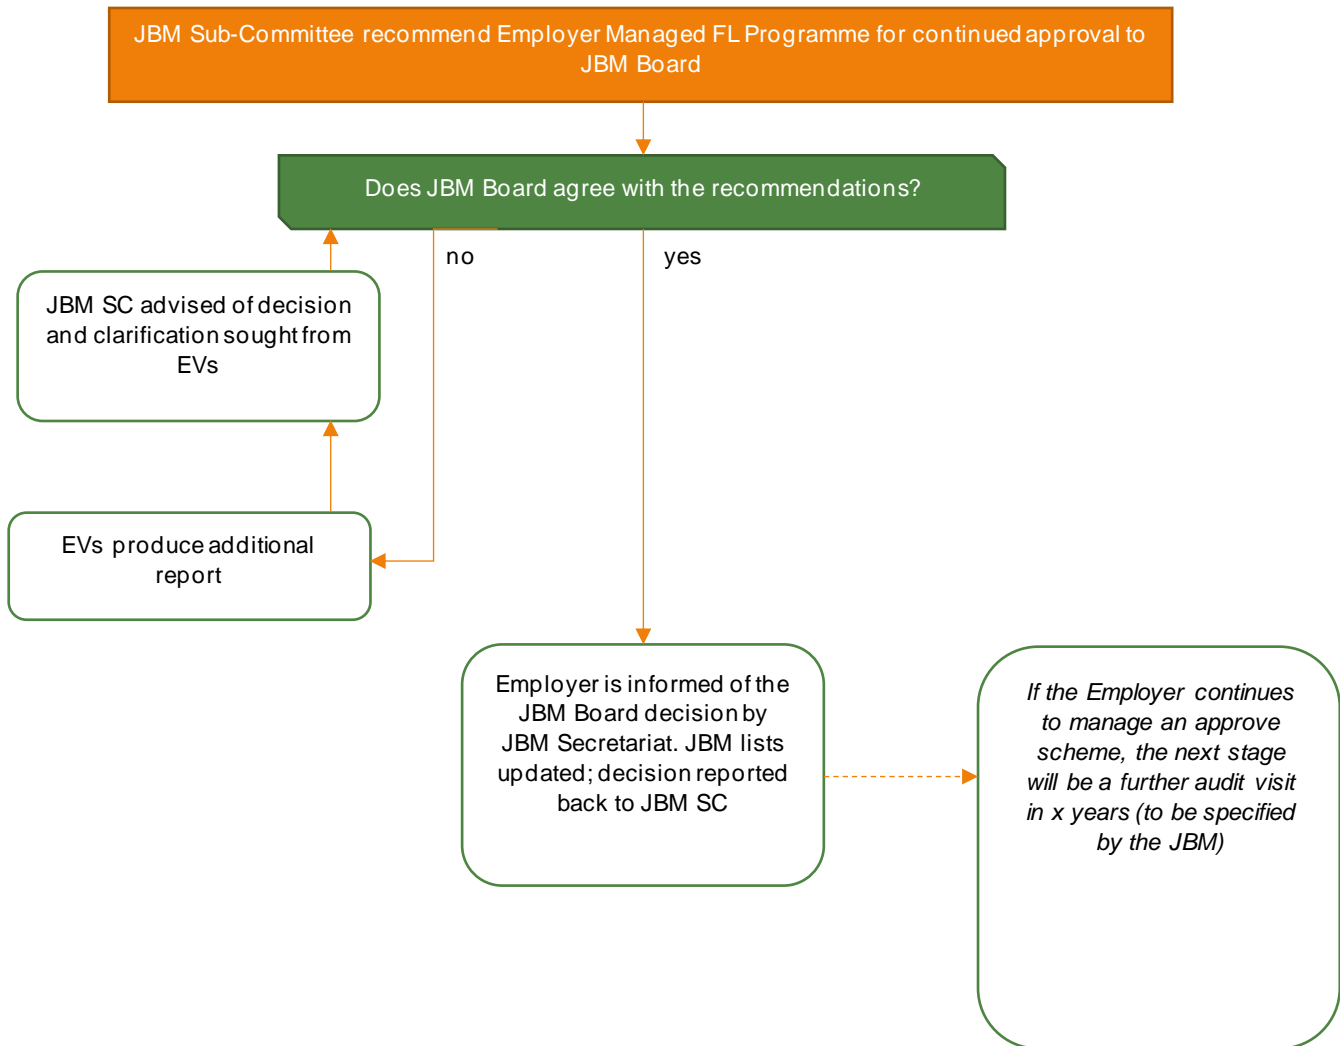 JBM Sub-Committee recommend Employer Managed FL Programme for continued approval to
JBM Board
Does JBM Board agree with the recommendations?
no
yes
JBM SC advised of decision
and clarification sought from
EVs
EVs produce additional
report
Employer is informed of the
JBM Board decision by
JBM Secretariat. JBM lists
updated; decision reported
back to JBM SC
If the Employer continues
to manage an approve
scheme, the next stage
will be a further audit visit
in x years (to be specified
by the JBM)